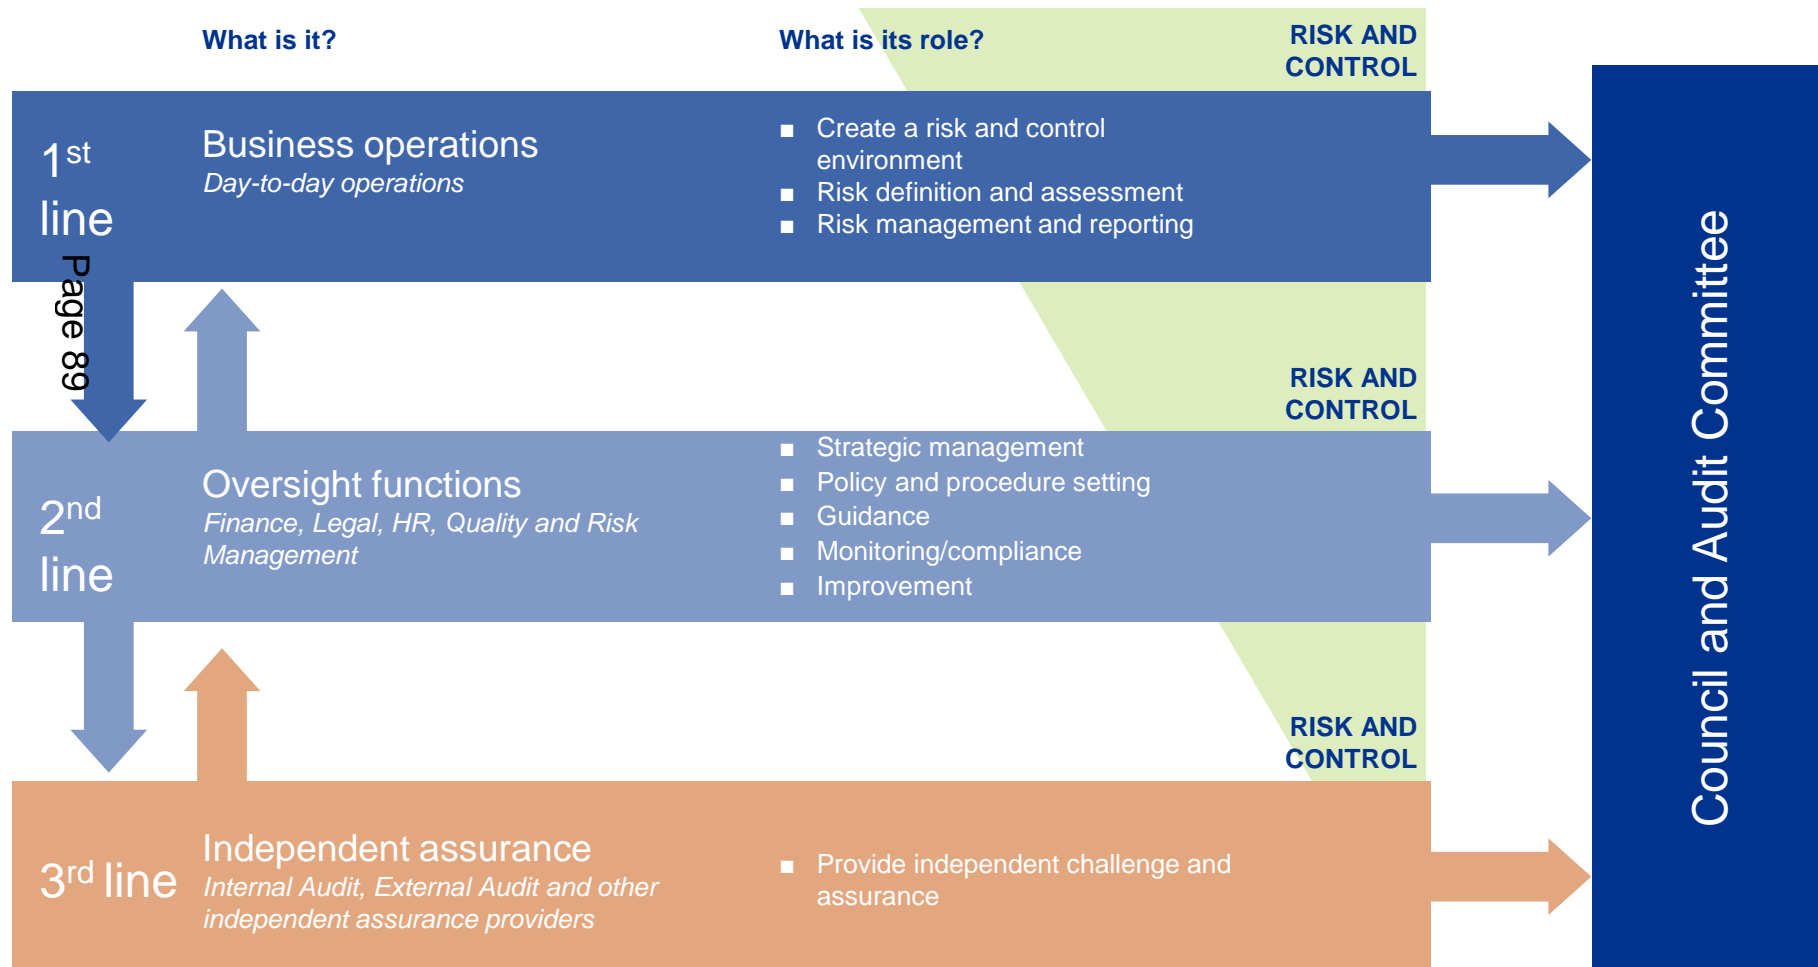 What is it?
What is its role?
RISK AND
CONTROL
1st
line
Business operations
Day-to-day operations
■ Create a risk and control
environment
■ Risk definition and assessment
■ Risk management and reporting
Page 89
RISK AND
CONTROL
2nd
line
Oversight functions
Finance, Legal, HR, Quality and Risk
Management
■ Strategic management
■ Policy and procedure setting
■ Guidance
■ Monitoring/compliance
■ Improvement
RISK AND
CONTROL
3rd line
Independent assurance
Internal Audit, External Audit and other
independent assurance providers
■ Provide independent challenge and
assurance
Council and Audit Committee